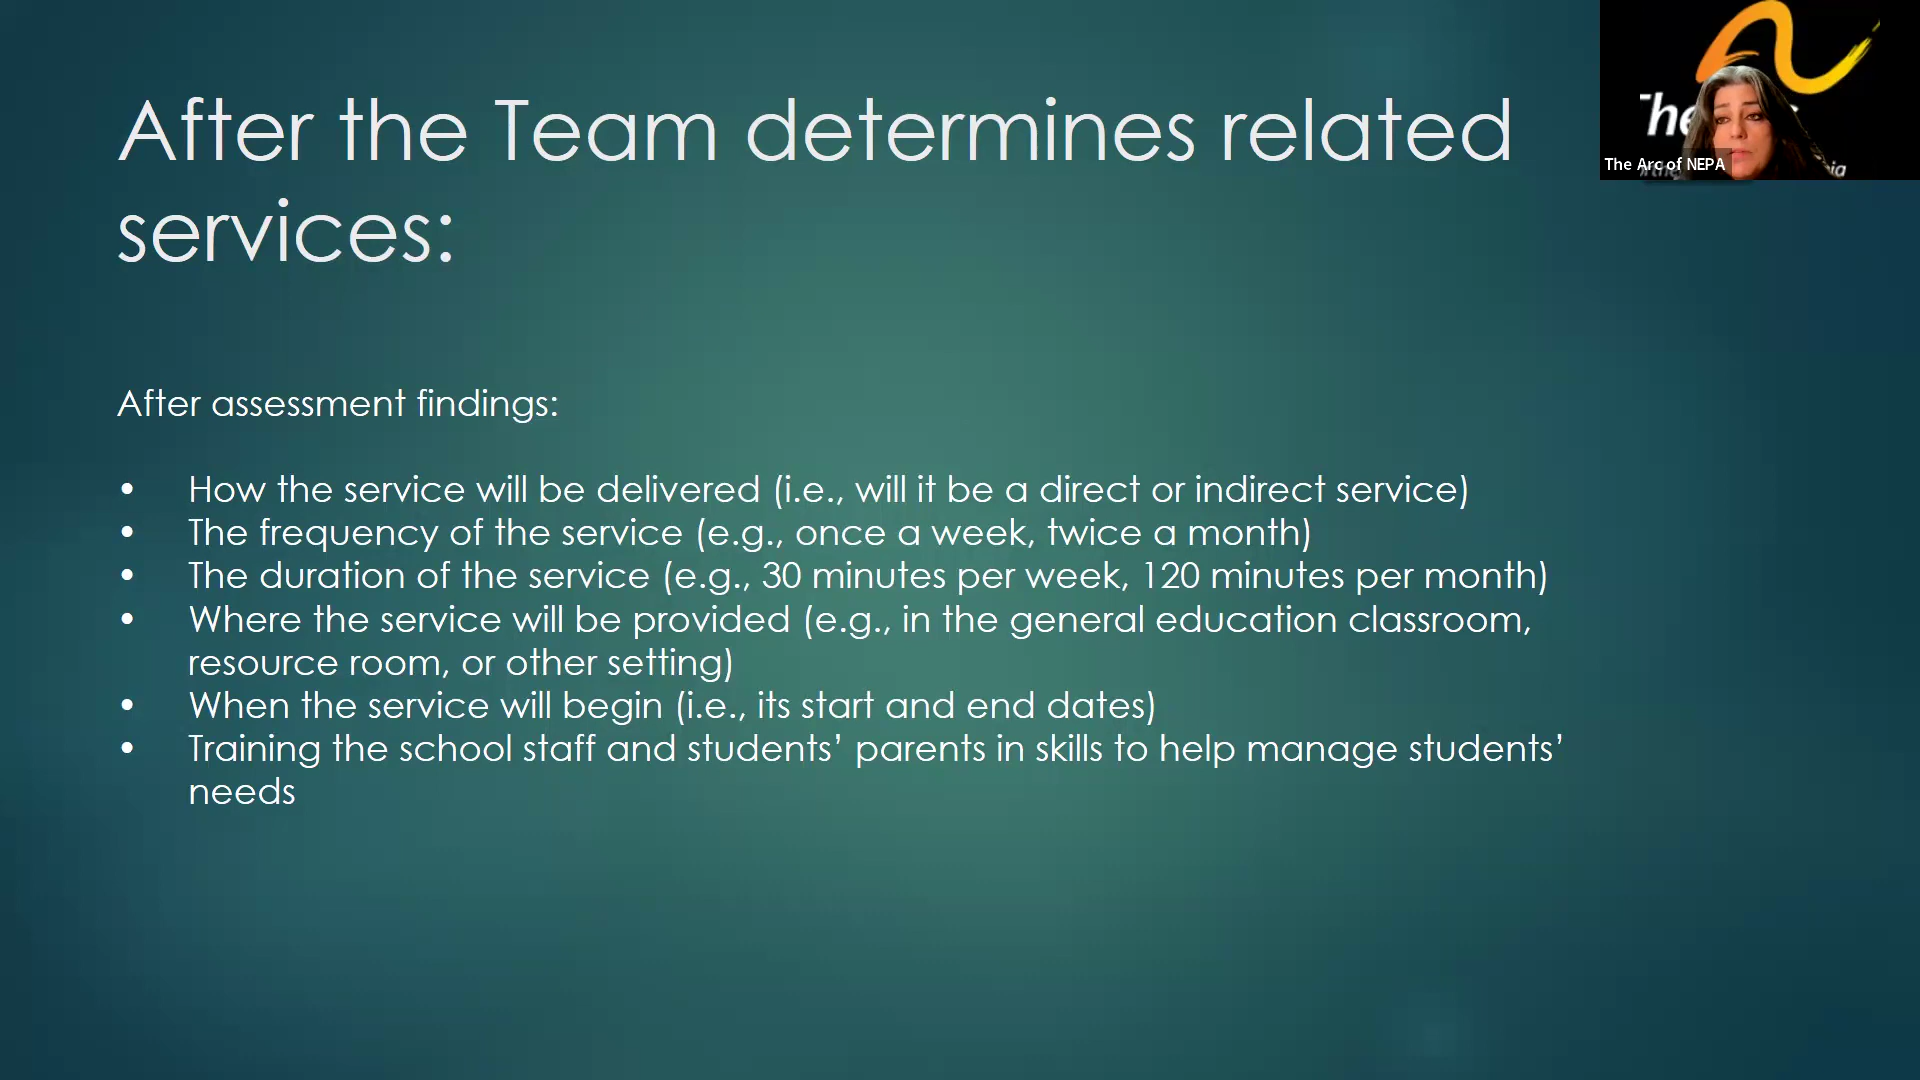 After the Team determines related
services:
The Arc of NEPA
After assessment findings:
• How the service will be delivered (i.e., will it be a direct or indirect service)
• The frequency of the service (e.g., once a week, twice a month)
• The duration of the service (e.g., 30 minutes per week, 120 minutes per month)
• Where the service will be provided (e.g., in the general education classroom,
resource room, or other setting)
• When the service will begin (i.e., its start and end dates)
• Training the school staff and students’ parents in skills to help manage students’
needs